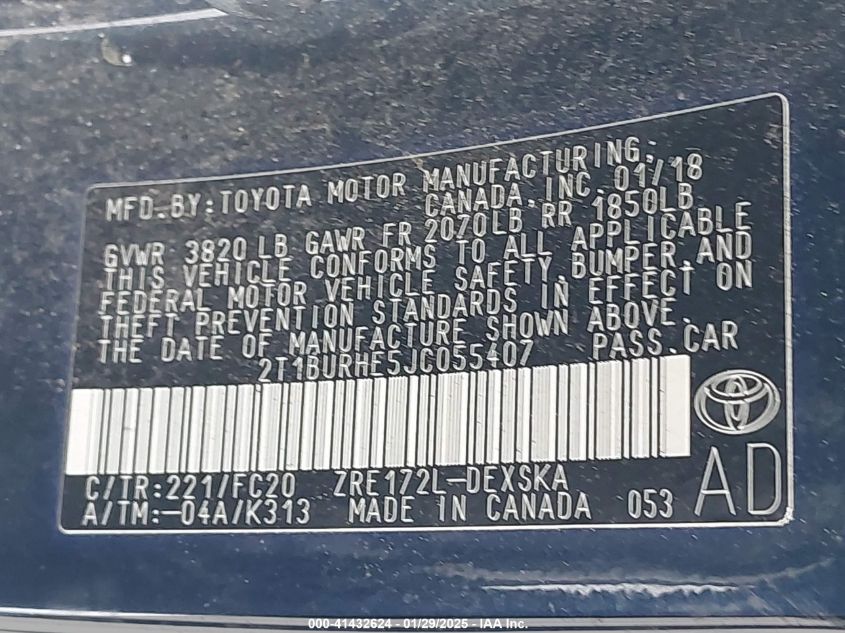 MFD.BY:TOYOTA MOTOR MANUFACTURING,
CANADA, INC. 01/18
GVWR 3820 LB GAWR FR 2070LB RR 1850LB
THIS VEHICLE CONFORMS TO ALL APPLICABLE
FEDERAL MOTOR VEHICLE SAFETY,BUMPER,AND
THEFT PREVENTION STANDARDS IN EFFECT ON
THE DATE OF MANUFACTURE SHOWN ABOVE.
2T1BURHE5JC055407 PASS.CAR
C/TR:221/FC20 ZRE172L-DEXSKA
A/TM:-04A/K313 MADE IN CANADA 053
AD
000-41432624 - 01/29/2025 - IAA Inc.